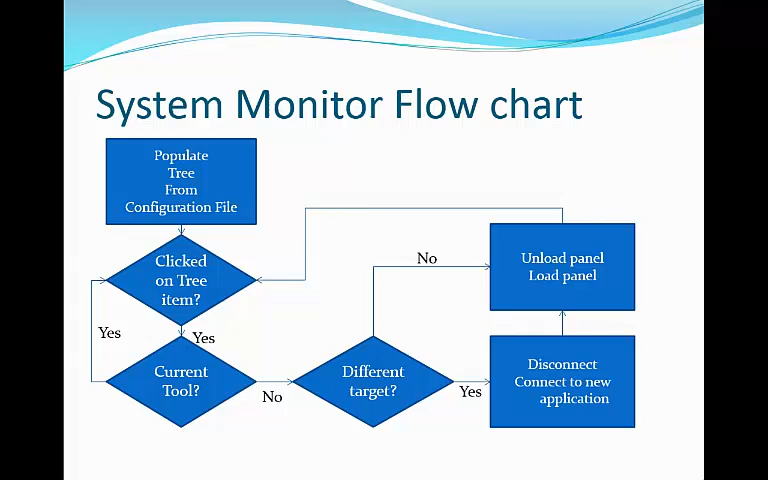 System Monitor Flow chart
Populate
Tree
From
Configuration File
Clicked
on Tree
item?
Yes
Yes
Current
Tool?
No
Different
target?
No
Yes
Unload panel
Load panel
Disconnect
Connect to new
application